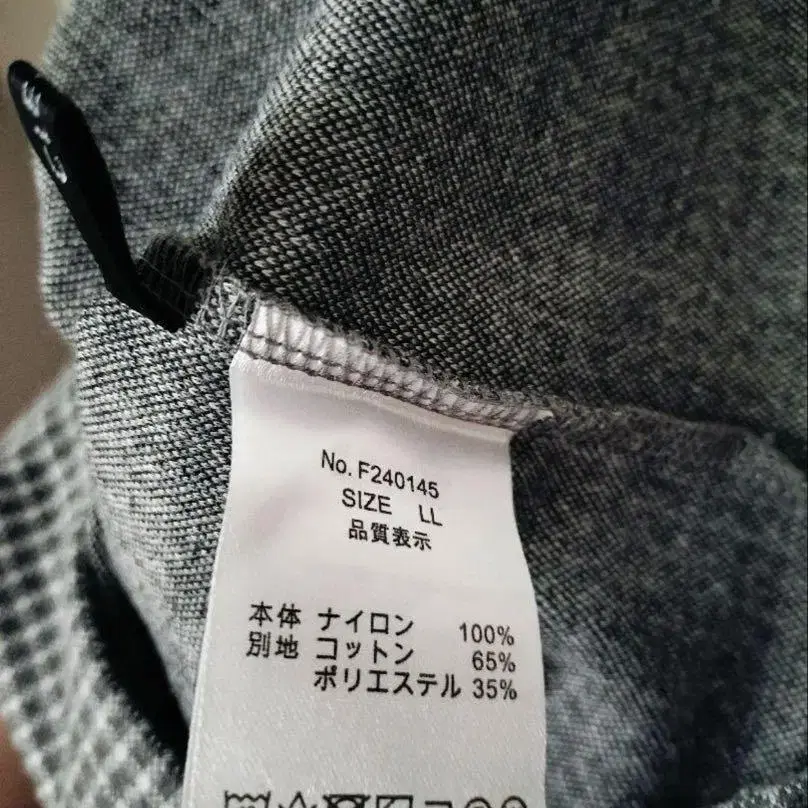 No. F240145
SIZE LL
品質表示
本体 ナイロン 100%
別地 コットン 65%
ポリエステル 35%